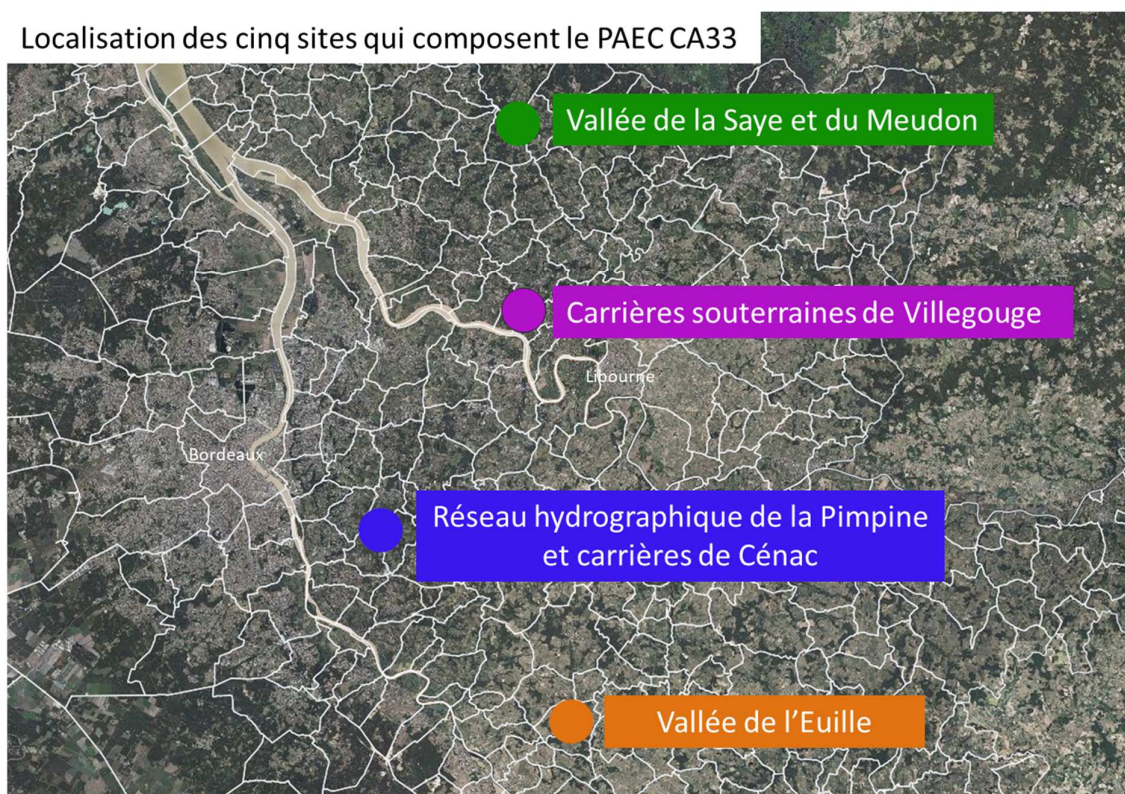 Localisation des cinq sites qui composent le PAEC CA33
Vallée de la Saye et du Meudon
Carrières souterraines de Villegouge
Libourne
Bordeaux
Réseau hydrographique de la Pimpine
et carrières de Cénac
Vallée de l’Euille